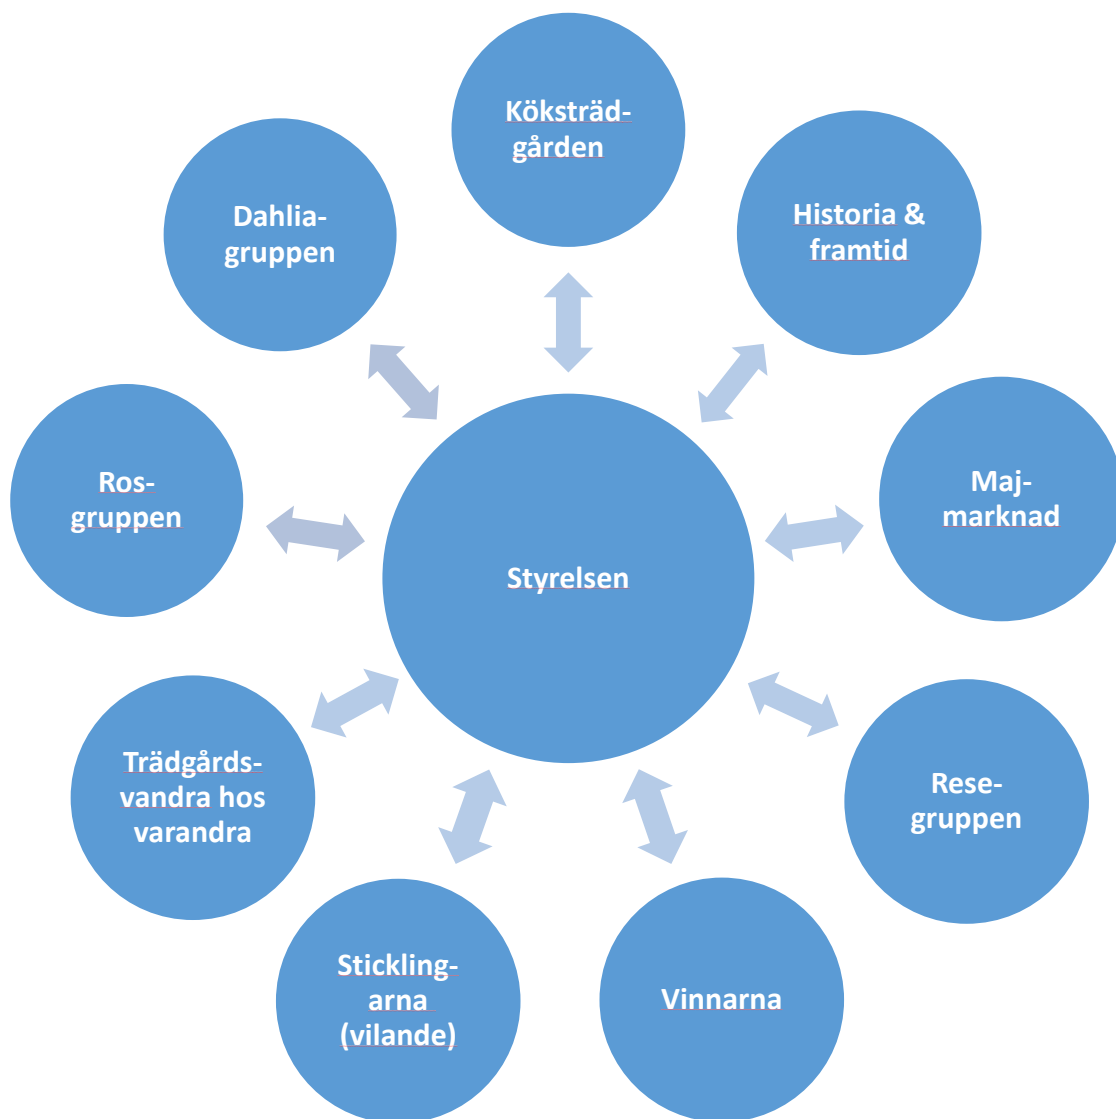 Köksträd-
gården
Historia &
framtid
Maj-
marknad
Rese-
gruppen
Vinnarna
Stickling-
arna
(vilande)
Trädgårds-
vandra hos
varandra
Ros-
gruppen
Dahlia-
gruppen
Styrelsen